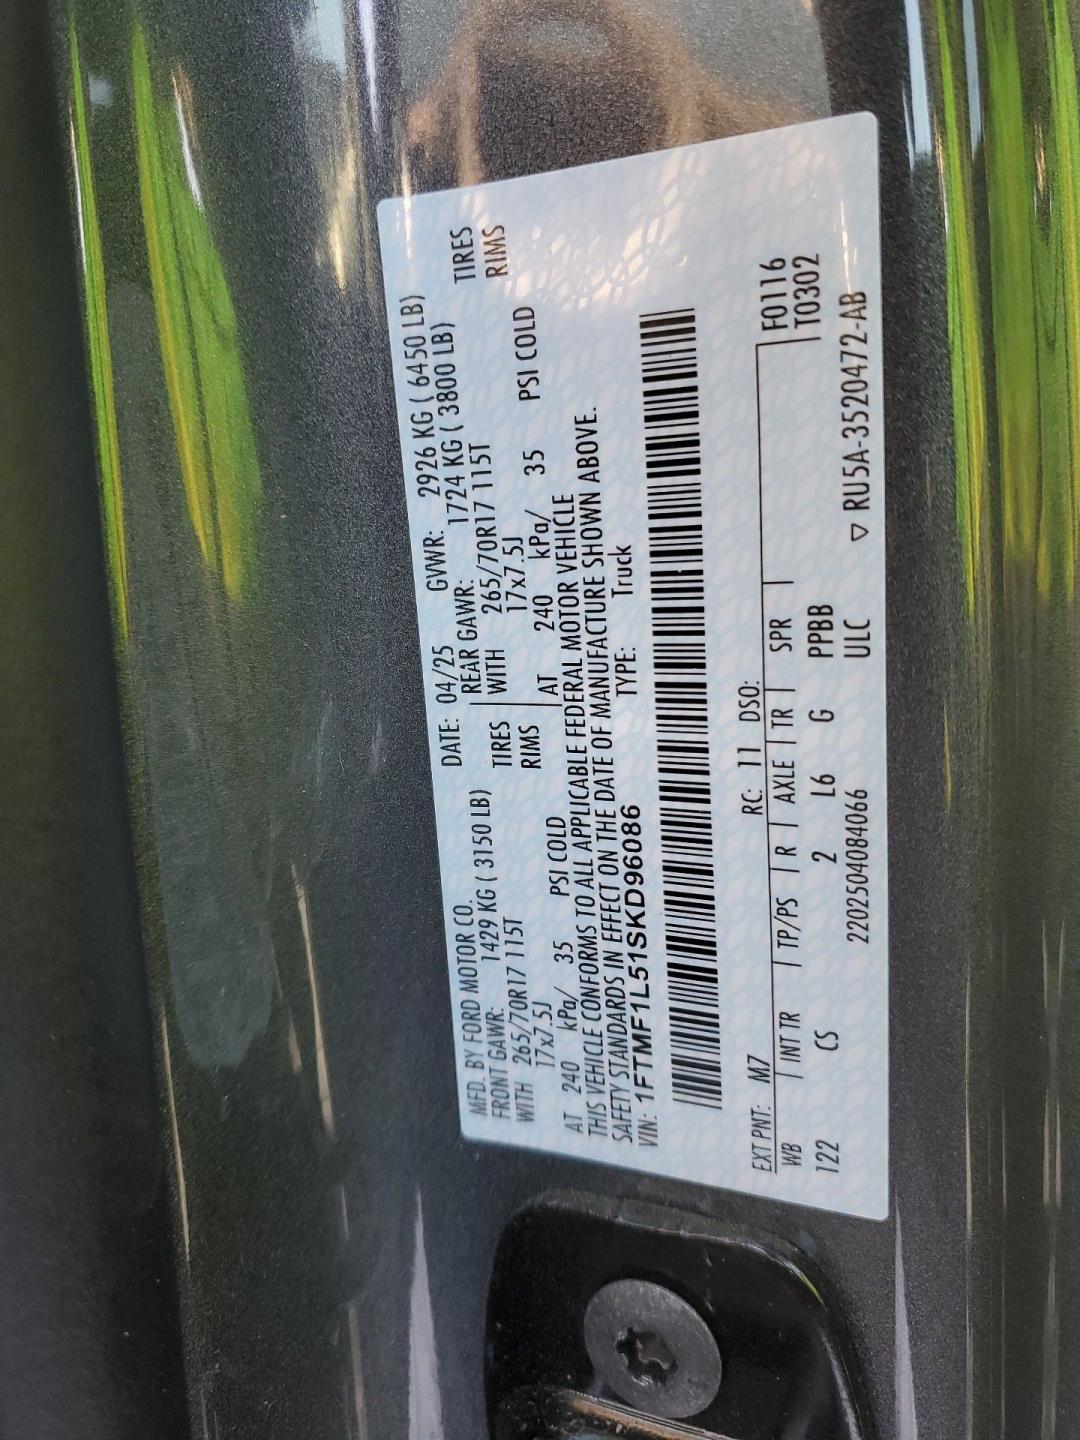 MFD. BY FORD MOTOR CO. DATE: 04/25 GVWR: 2926 KG ( 6450 LB)
FRONT GAWR: 1429 KG ( 3150 LB) REAR GAWR: 1724 KG ( 3800 LB)
WITH 265/70R17 115T TIRES WITH 265/70R17 115T TIRES
17x7.5J RIMS 17x7.5J RIMS
AT 240 kPa/ 35 PSI COLD AT 240 kPa/ 35 PSI COLD
THIS VEHICLE CONFORMS TO ALL APPLICABLE FEDERAL MOTOR VEHICLE
SAFETY STANDARDS IN EFFECT ON THE DATE OF MANUFACTURE SHOWN ABOVE.
VIN: 1FTMF1L51SKD96086 TYPE: Truck
EXT PNT: M7 RC: 11 DSO: F0116
WB INT TR TP/PS R AXLE TR SPR T0302
122 CS 2 L6 G PPBB
2202504084066 ULC ▽ RU5A-3520472-AB